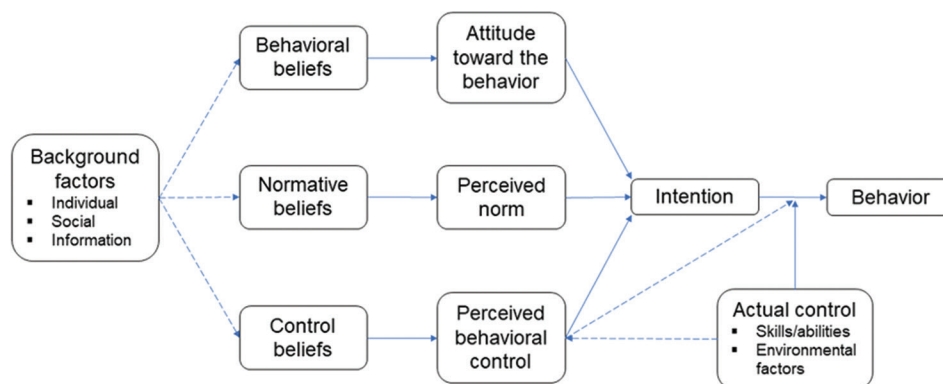 Background
factors
▪ Individual
▪ Social
▪ Information
Behavioral
beliefs
Attitude
toward the
behavior
Normative
beliefs
Perceived
norm
Control
beliefs
Perceived
behavioral
control
Intention
Behavior
Actual control
▪ Skills/abilities
▪ Environmental
factors